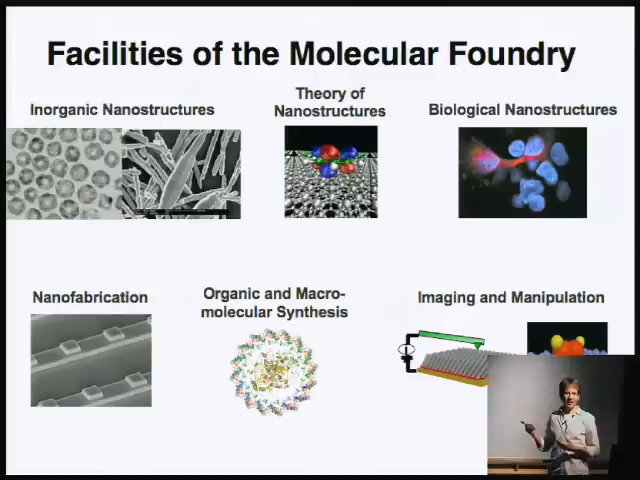 Facilities of the Molecular Foundry
Inorganic Nanostructures
Theory of
Nanostructures
Biological Nanostructures
Nanofabrication
Organic and Macro-
molecular Synthesis
Imaging and Manipulation